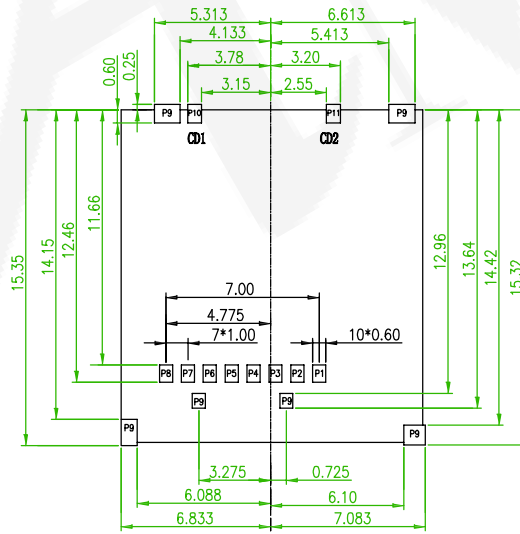 5.313
6.613
4.133
5.413
3.78
3.20
3.15
2.55
0.60
0.25
P9
P10
P11
P9
CD1
CD2
15.35
14.15
12.46
11.66
12.96
13.64
14.42
15.32
7.00
4.775
7*1.00
10*0.60
P8
P7
P6
P5
P4
P3
P2
P1
P9
P9
P9
P9
3.275
0.725
6.088
6.10
6.833
7.083